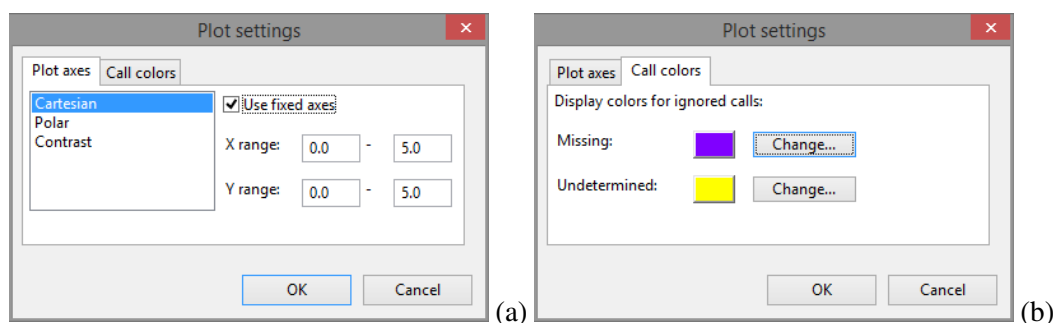 Plot settings
Plot axes Call colors
Cartesian
Polar
Contrast
Use fixed axes
X range: 0.0 - 5.0
Y range: 0.0 - 5.0
OK Cancel
(a)
Plot settings
Plot axes Call colors
Display colors for ignored calls:
Missing: Change...
Undetermined: Change...
OK Cancel
(b)